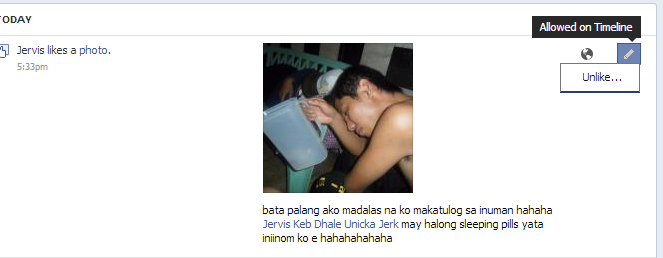 TODAY
Allowed on Timeline
Jervis likes a photo.
5:33pm
Unlike...
bata palang ako madalas na ko makatulog sa inuman hahaha
Jervis Keb Dhale Unicka Jerk may halong sleeping pills yata
iniinom ko e hahahahahaha